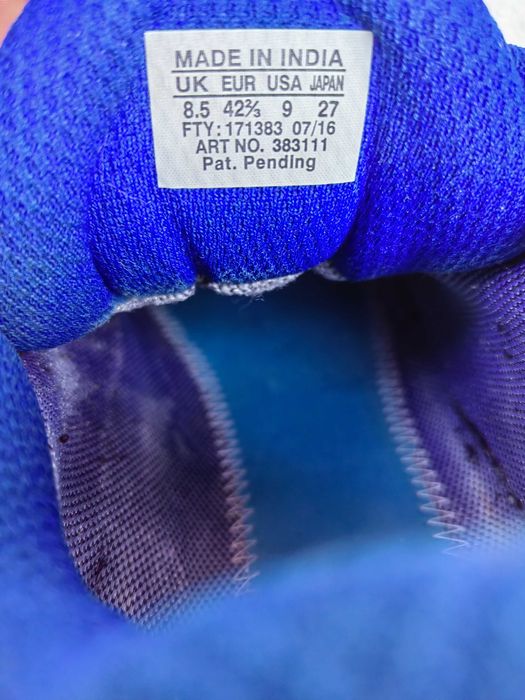 MADE IN INDIA
UK EUR USA JAPAN
8.5 42⅔ 9 27
FTY: 171383 07/16
ART NO. 383111
Pat. Pending